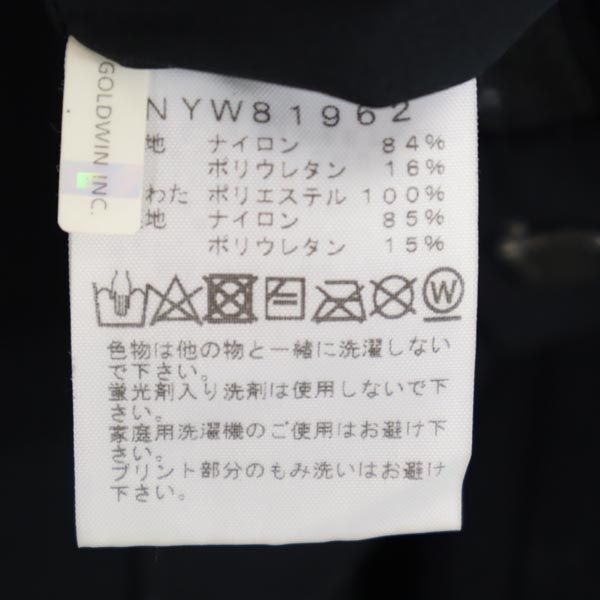 GOLDWIN INC.
NYW81962
地 ナイロン 84%
ポリウレタン 16%
わた ポリエステル 100%
地 ナイロン 85%
ポリウレタン 15%
W
色物は他の物と一緒に洗濯しない
で下さい。
蛍光剤入り洗剤は使用しないで下
さい。
家庭用洗濯機のご使用はお避け下
さい。
プリント部分のもみ洗いはお避け
下さい。